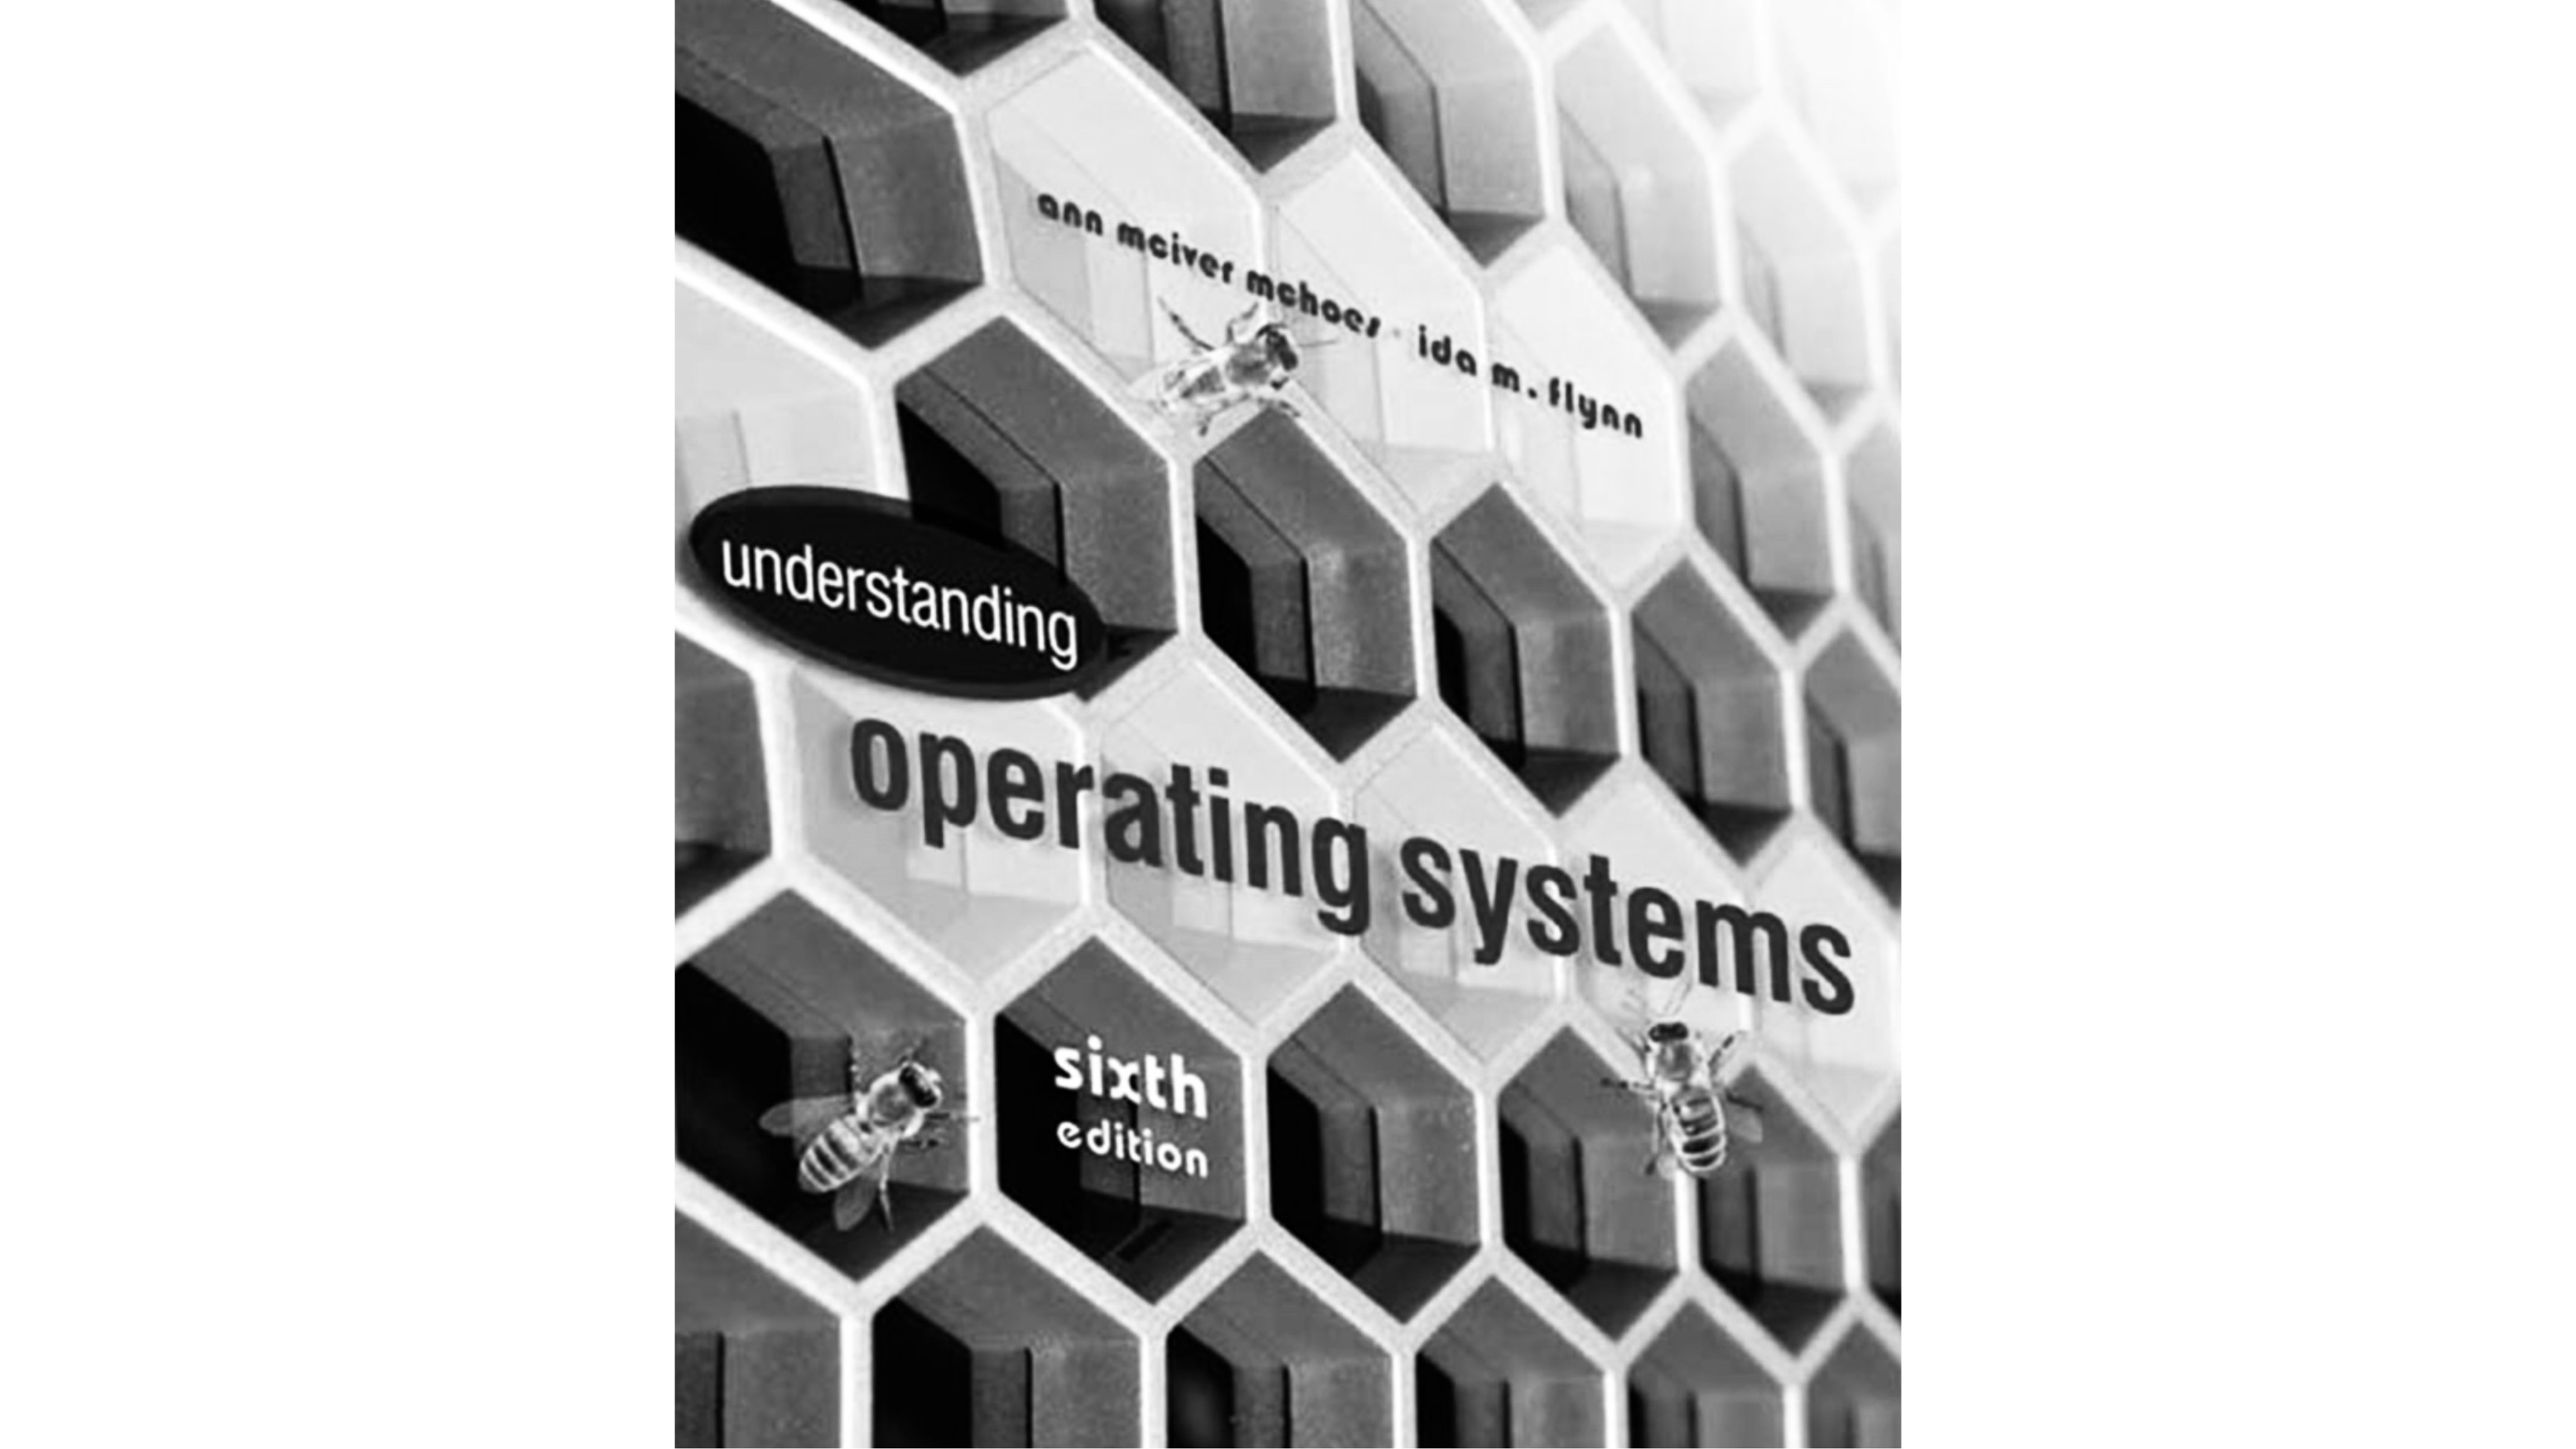 ann mciver mchoes · ida m. flynn
understanding
operating systems
sixth
edition